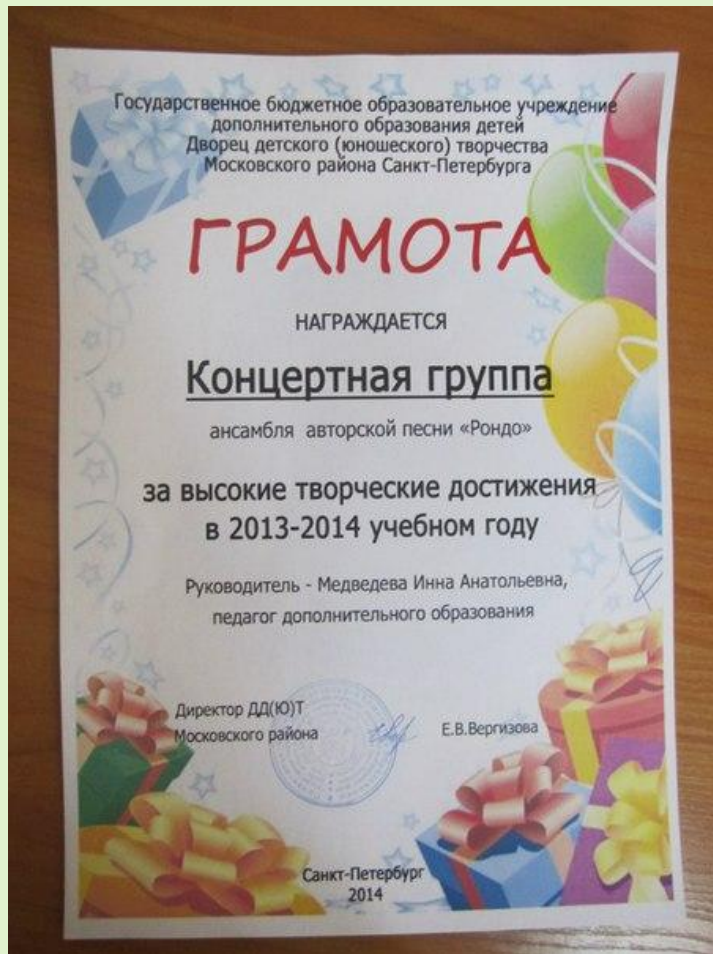 Государственное бюджетное образовательное учреждение
дополнительного образования детей
Дворец детского (юношеского) творчества
Московского района Санкт-Петербурга
ГРАМОТА
НАГРАЖДАЕТСЯ
Концертная группа
ансамбля авторской песни «Рондо»
за высокие творческие достижения
в 2013-2014 учебном году
Руководитель - Медведева Инна Анатольевна,
педагог дополнительного образования
Директор ДД(Ю)Т
Московского района
Е.В.Вергизова
Санкт-Петербург
2014